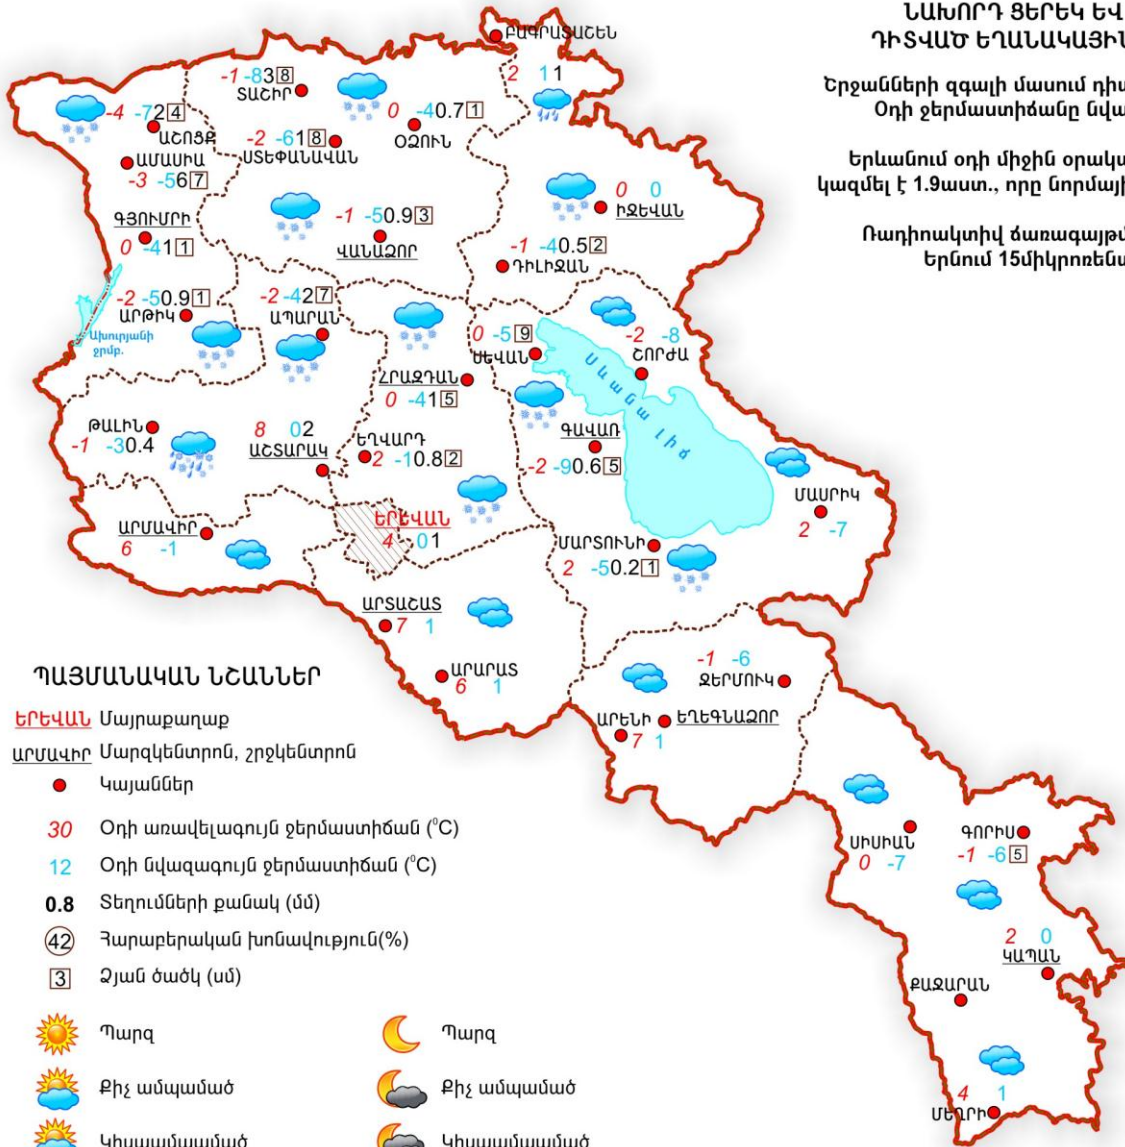 ՆԱԽՈՐԴ ՑԵՐԵԿ ԵՎ
ԴԻՏՎԱԾ ԵՂԱՆԱԿԱՅԻՆ
Շրջանների զգալի մասում դիտ
Օդի ջերմաստիճանը նվա
Երևանում օդի միջին օրակա
կազմել է 1.9աստ., որը նորմայի
Ռադիոակտիվ ճառագայթմ
Երնում 15միկրոռենտ
ԲԱԳՐԱՏԱՇԵՆ
2 1 1
-1 -8 3 8
ՏԱՇԻՐ
-4 -7 2 4
ԱՇՈՑՔ
0 -4 0.7 1
ՕՁՈՒՆ
-2 -6 1 8
ՍՏԵՓԱՆԱՎԱՆ
ԱՄԱՍԻԱ
-3 -5 6 7
0 0
ԻՋԵՎԱՆ
ԳՅՈՒՄՐԻ
0 -4 1 1
-1 -5 0.9 3
ՎԱՆԱՁՈՐ
-1 -4 0.5 2
ԴԻԼԻՋԱՆ
-2 -5 0.9 1
ԱՐԹԻԿ
-2 -4 2 7
ԱՊԱՐԱՆ
Ախուրյանի
ջրմբ.
0 -5 9
ՍԵՎԱՆ
-2 -8
ՇՈՐԺԱ
Սևանա լիճ
ՀՐԱԶԴԱՆ
0 -4 1 5
ԹԱԼԻՆ
-1 -3 0.4
8 0 2
ԱՇՏԱՐԱԿ
ԵՂՎԱՐԴ
2 -1 0.8 2
ԳԱՎԱՌ
-2 -9 0.6 5
ՄԱՍՐԻԿ
2 -7
ԱՐՄԱՎԻՐ
6 -1
ԵՐԵՎԱՆ
4 0 1
ՄԱՐՏՈՒՆԻ
2 -5 0.2 1
ԱՐՏԱՇԱՏ
7 1
ԱՐԱՐԱՏ
6 1
-1 -6
ՋԵՐՄՈՒԿ
ԱՐԵՆԻ
7 1
ԵՂԵԳՆԱՁՈՐ
ՍԻՍԻԱՆ
0 -7
ԳՈՐԻՍ
-1 -6 5
2 0
ԿԱՊԱՆ
ՔԱՋԱՐԱՆ
4 1
ՄԵՂՐԻ
ՊԱՅՄԱՆԱԿԱՆ ՆՇԱՆՆԵՐ
ԵՐԵՎԱՆ Մայրաքաղաք
ԱՐՄԱՎԻՐ Մարզկենտրոն, շրջկենտրոն
Կայաններ
30 Օդի առավելագույն ջերմաստիճան (⁰C)
12 Օդի նվազագույն ջերմաստիճան (⁰C)
0.8 Տեղումների քանակ (մմ)
42 Հարաբերական խոնավություն(%)
3 Ձյան ծածկ (սմ)
Պարզ Պարզ
Քիչ ամպամած Քիչ ամպամած
Կիսաամպամած Կիսաամպամած